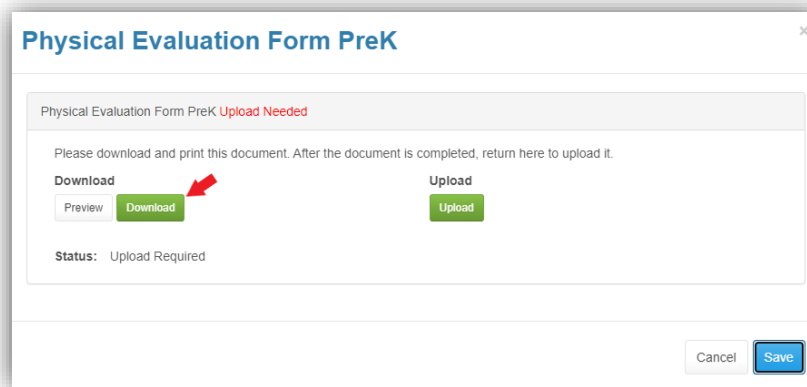 Physical Evaluation Form PreK
×
Physical Evaluation Form PreK Upload Needed
Please download and print this document. After the document is completed, return here to upload it.
Download Upload
Preview Download Upload
Status: Upload Required
Cancel Save